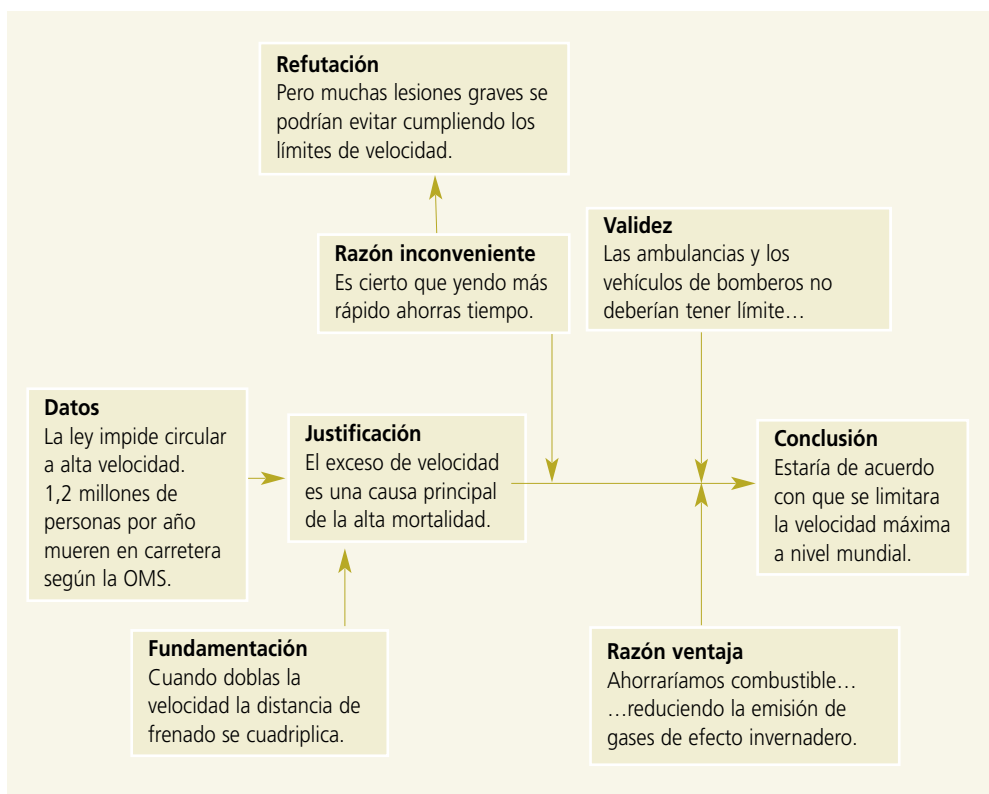 Refutación
Pero muchas lesiones graves se
podrían evitar cumpliendo los
límites de velocidad.
Razón inconveniente
Es cierto que yendo más
rápido ahorras tiempo.
Validez
Las ambulancias y los
vehículos de bomberos no
deberían tener límite…
Datos
La ley impide circular
a alta velocidad.
1,2 millones de
personas por año
mueren en carretera
según la OMS.
Justificación
El exceso de velocidad
es una causa principal
de la alta mortalidad.
Conclusión
Estaría de acuerdo
con que se limitara
la velocidad máxima
a nivel mundial.
Fundamentación
Cuando doblas la
velocidad la distancia de
frenado se cuadriplica.
Razón ventaja
Ahorraríamos combustible…
…reduciendo la emisión de
gases de efecto invernadero.